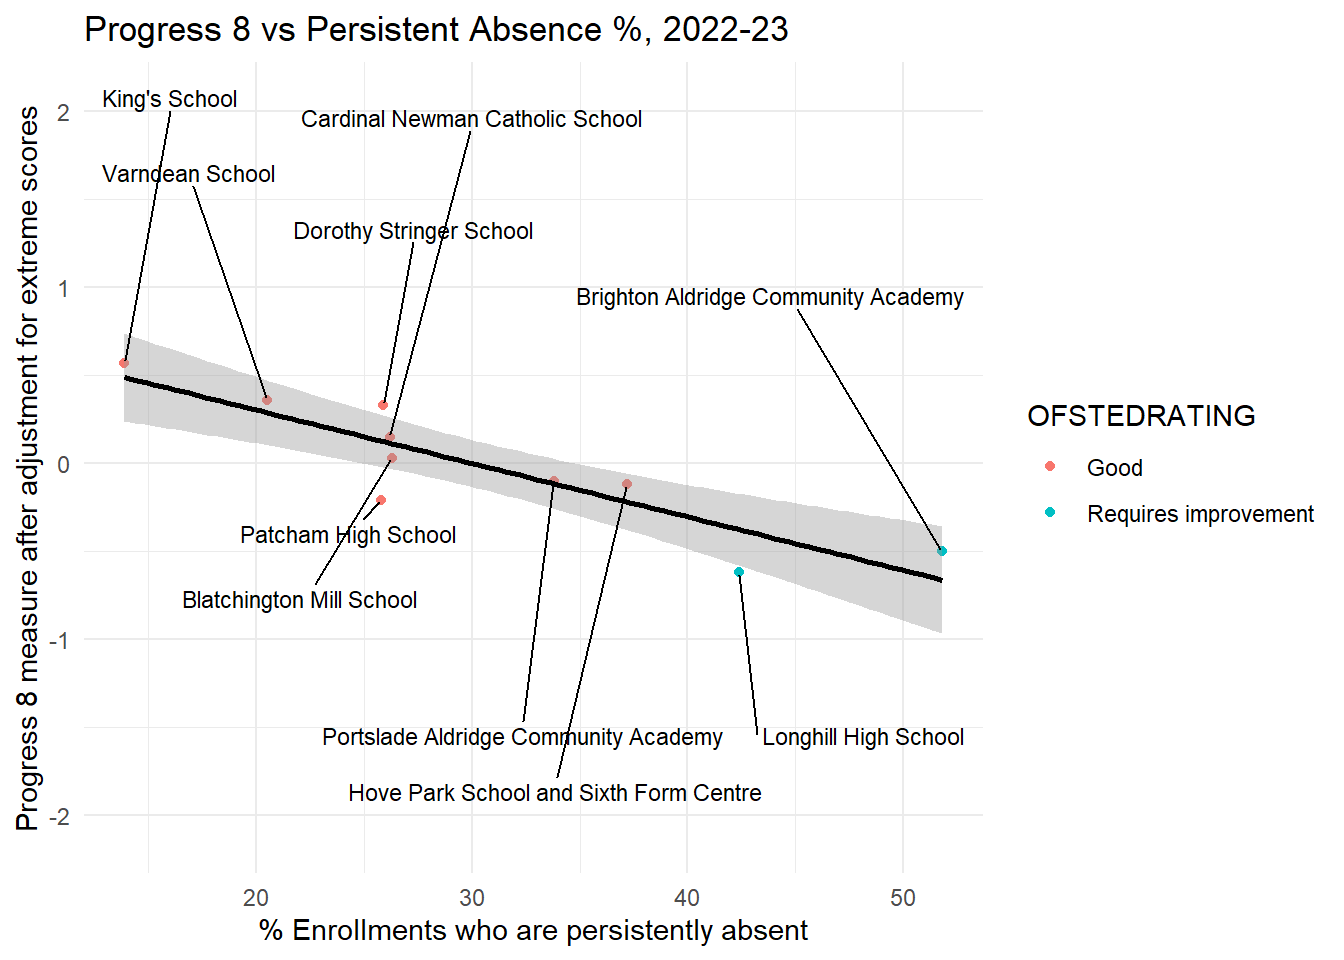 Progress 8 vs Persistent Absence %, 2022-23
Progress 8 measure after adjustment for extreme scores
2
1
0
-1
-2
King's School
Cardinal Newman Catholic School
Varndean School
Dorothy Stringer School
Brighton Aldridge Community Academy
Patcham High School
Blatchington Mill School
Portslade Aldridge Community Academy
Longhill High School
Hove Park School and Sixth Form Centre
20
30
40
50
% Enrollments who are persistently absent
OFSTEDRATING
Good
Requires improvement